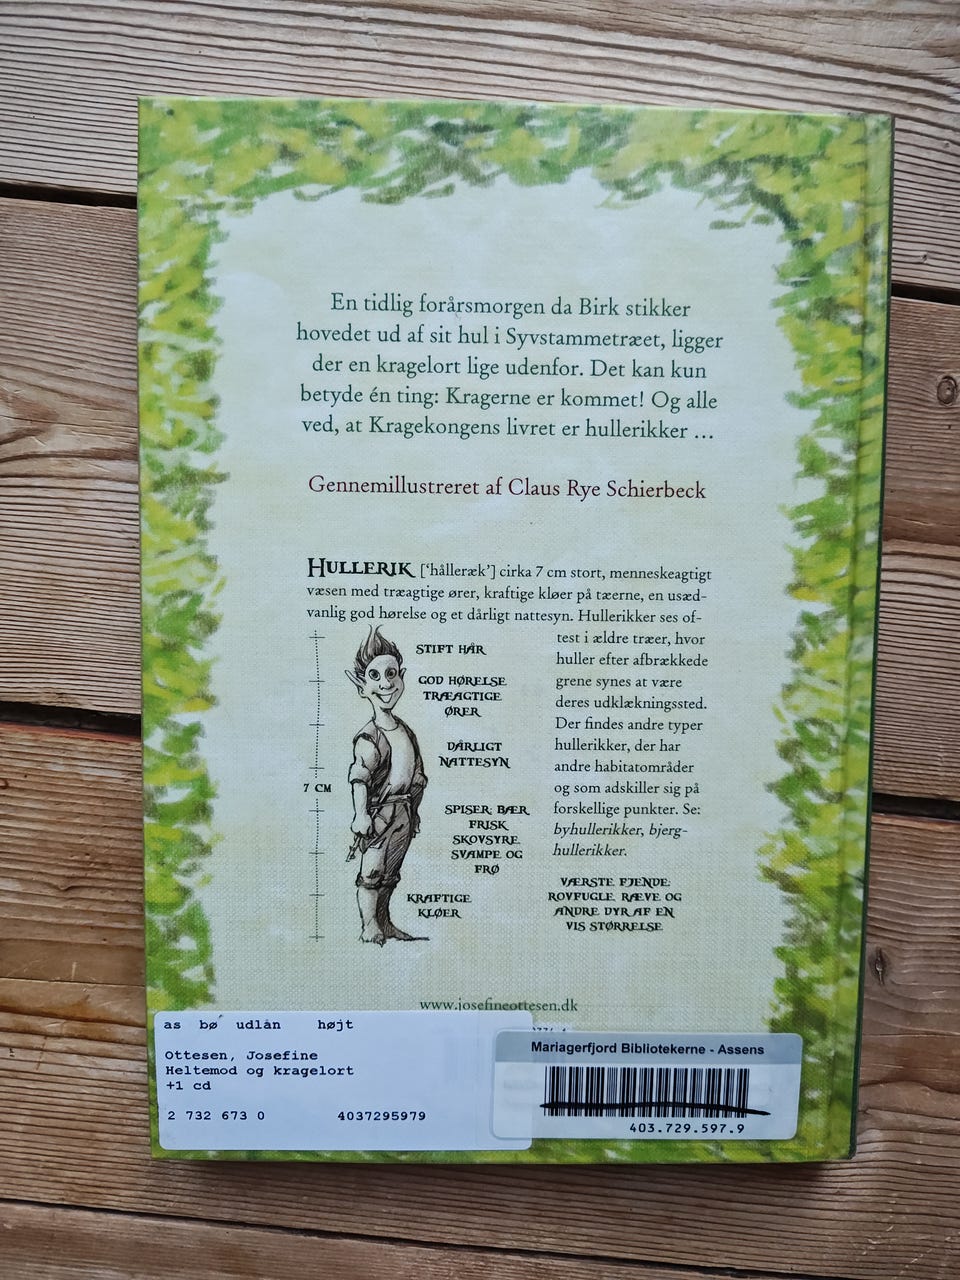 En tidlig forårsmorgen da Birk stikker
hovedet ud af sit hul i Syvstammetræet, ligger
der en kragelort lige udenfor. Det kan kun
betyde én ting: Kragerne er kommet! Og alle
ved, at Kragekongens livret er hullerikker ...
Gennemillustreret af Claus Rye Schierbeck
HULLERIK ['hålleræk'] cirka 7 cm stort, menneskeagtigt
væsen med træagtige ører, kraftige kløer på tæerne, en usæd-
vanlig god hørelse og et dårligt nattesyn. Hullerikker ses of-
test i ældre træer, hvor
huller efter afbrækkede
grene synes at være
deres udklækningssted.
Der findes andre typer
hullerikker, der har
andre habitatområder
og som adskiller sig på
forskellige punkter. Se:
byhullerikker, bjerg-
hullerikker.
STIFT HÅR
GOD HØRELSE
TRÆAGTIGE
ØRER
DÅRLIGT
NATTESYN
7 CM
SPISER BÆR
FRISK
SKOVSYRE
SVAMPE OG
FRØ
KRAFTIGE
KLØER
VÆRSTE FJENDE:
ROVFUGLE, RÆVE OG
ANDRE DYR AF EN
VIS STØRRELSE
www.josefineottesen.dk
as bø udlån højt
Ottesen, Josefine
Heltemod og kragelort
+1 cd
2 732 673 0 4037295979
Mariagerfjord Bibliotekerne - Assens
403.729.597.9